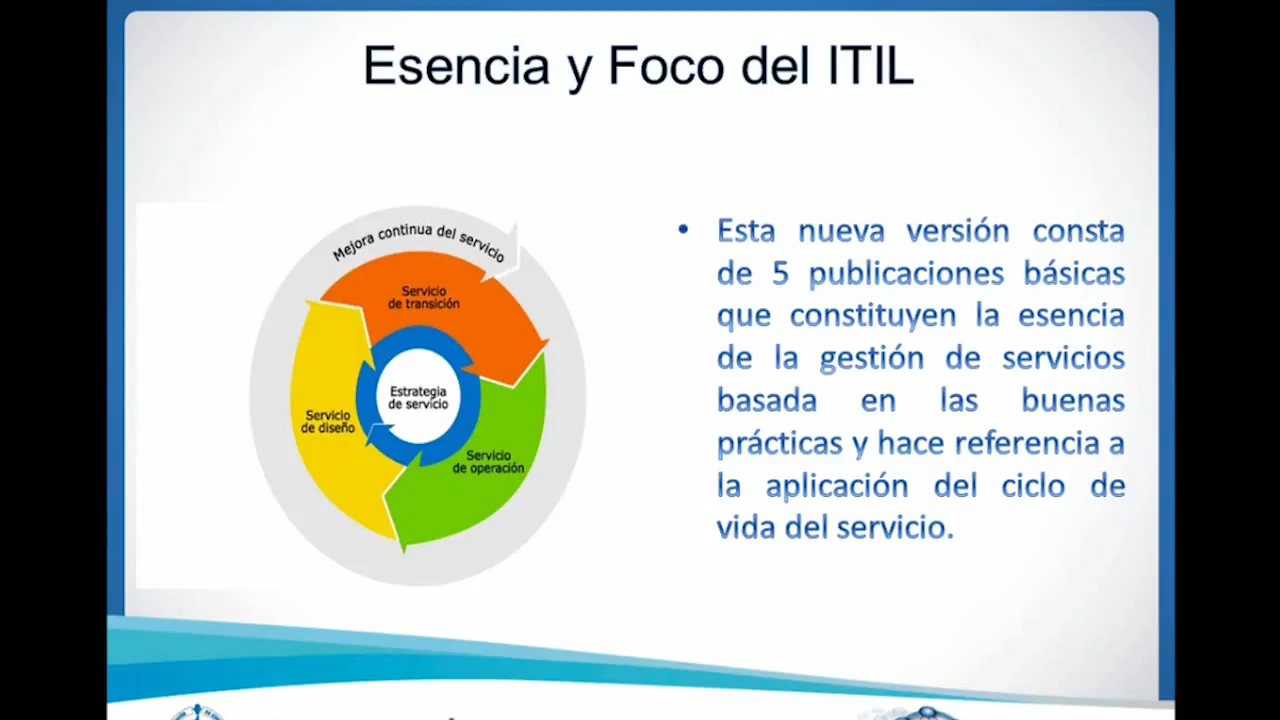 Esencia y Foco del ITIL
Mejora continua del servicio
Servicio
de transición
Estrategia
de servicio
Servicio
de diseño
Servicio
de operación
• Esta nueva versión consta
de 5 publicaciones básicas
que constituyen la esencia
de la gestión de servicios
basada en las buenas
prácticas y hace referencia a
la aplicación del ciclo de
vida del servicio.